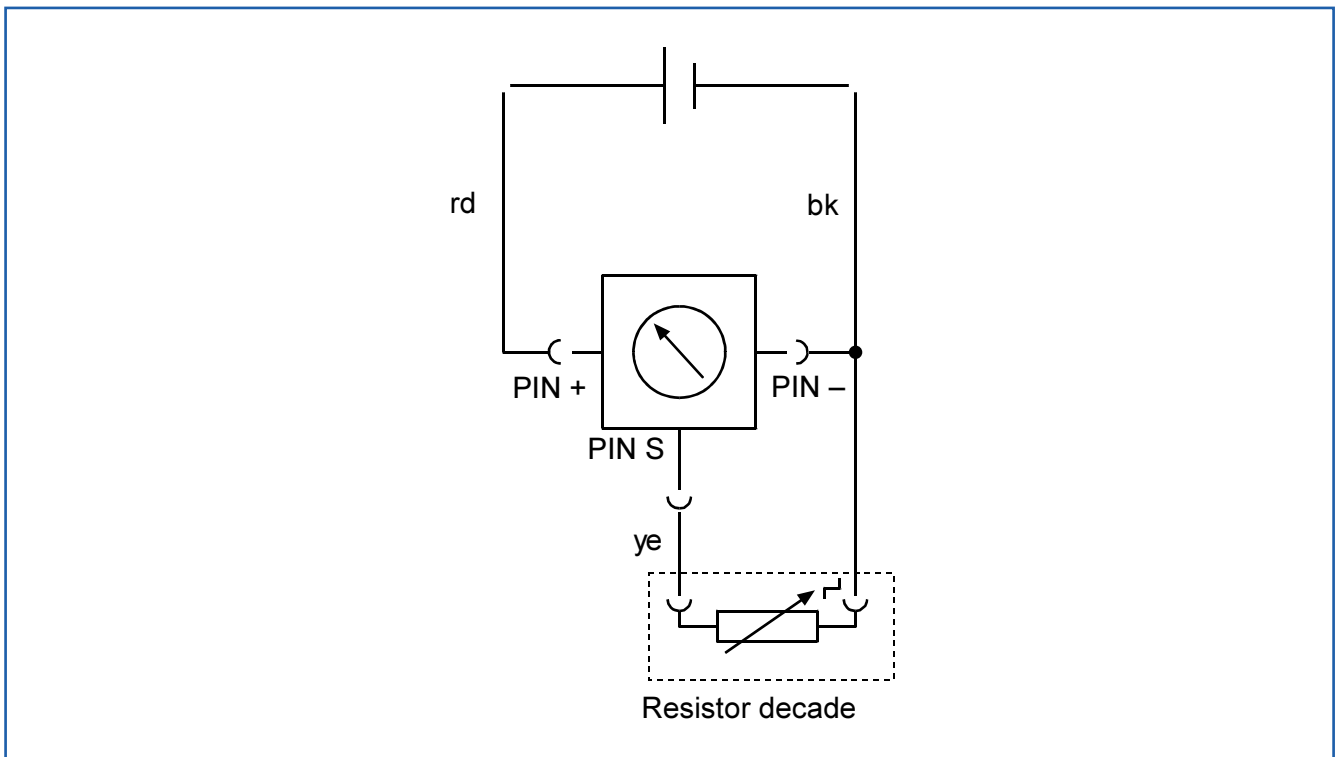 rd
bk
PIN +
PIN –
PIN S
ye
Resistor decade